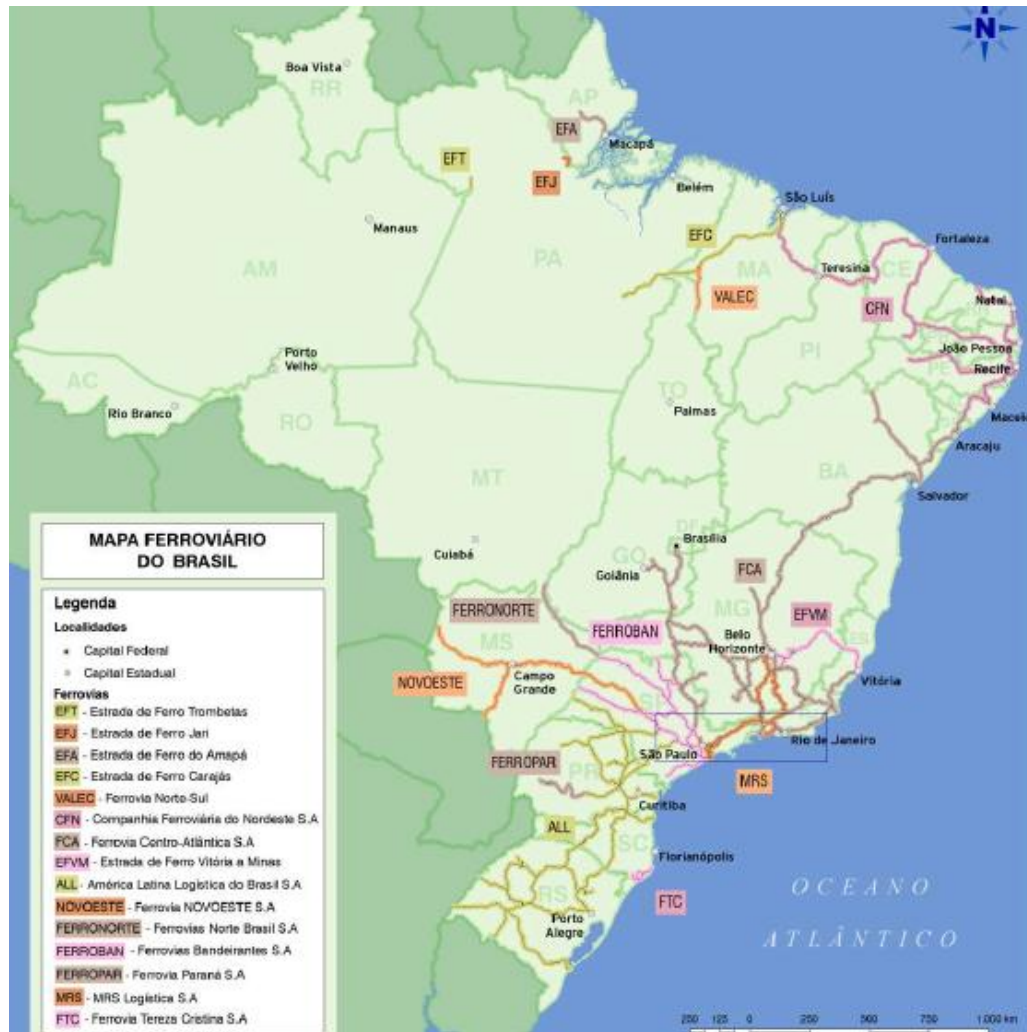 N
Boa Vista
RR
AP
EFA
Macapá
EFT
EFJ
Belém
São Luís
Manaus
EFC
Fortaleza
AM
PA
MA
Teresina
CE
VALEC
CFN
Natal
PI
João Pessoa
Porto
Velho
PE
Recife
AC
TO
Rio Branco
Palmas
Maceió
RO
Aracaju
MT
BA
Salvador
MAPA FERROVIÁRIO
DO BRASIL
DF
Brasília
Cuiabá
GO
Goiânia
FCA
Legenda
FERRONORTE
MG
EFVM
Localidades
FERROBAN
Belo
Horizonte
ES
Capital Federal
MS
Capital Estadual
Campo
Grande
NOVOESTE
Vitória
Ferrovias
SP
EFT - Estrada de Ferro Trombetas
EFJ - Estrada de Ferro Jari
Rio de Janeiro
EFA - Estrada de Ferro do Amapá
São Paulo
FERROPAR
PR
EFC - Estrada de Ferro Carajás
MRS
VALEC - Ferrovia Norte-Sul
Curitiba
CFN - Companhia Ferroviária do Nordeste S.A
ALL
FCA - Ferrovia Centro-Atlântica S.A
SC
Florianópolis
EFVM - Estrada de Ferro Vitória a Minas
ALL - América Latina Logística do Brasil S.A
RS
OCEANO
ATLÂNTICO
NOVOESTE - Ferrovia NOVOESTE S.A
FTC
Porto
Alegre
FERRONORTE - Ferrovias Norte Brasil S.A
FERROBAN - Ferrovias Bandeirantes S.A
FERROPAR - Ferrovia Paraná S.A
MRS - MRS Logística S.A
FTC - Ferrovia Tereza Cristina S.A
250 125 0 250 500 750 1.000 km